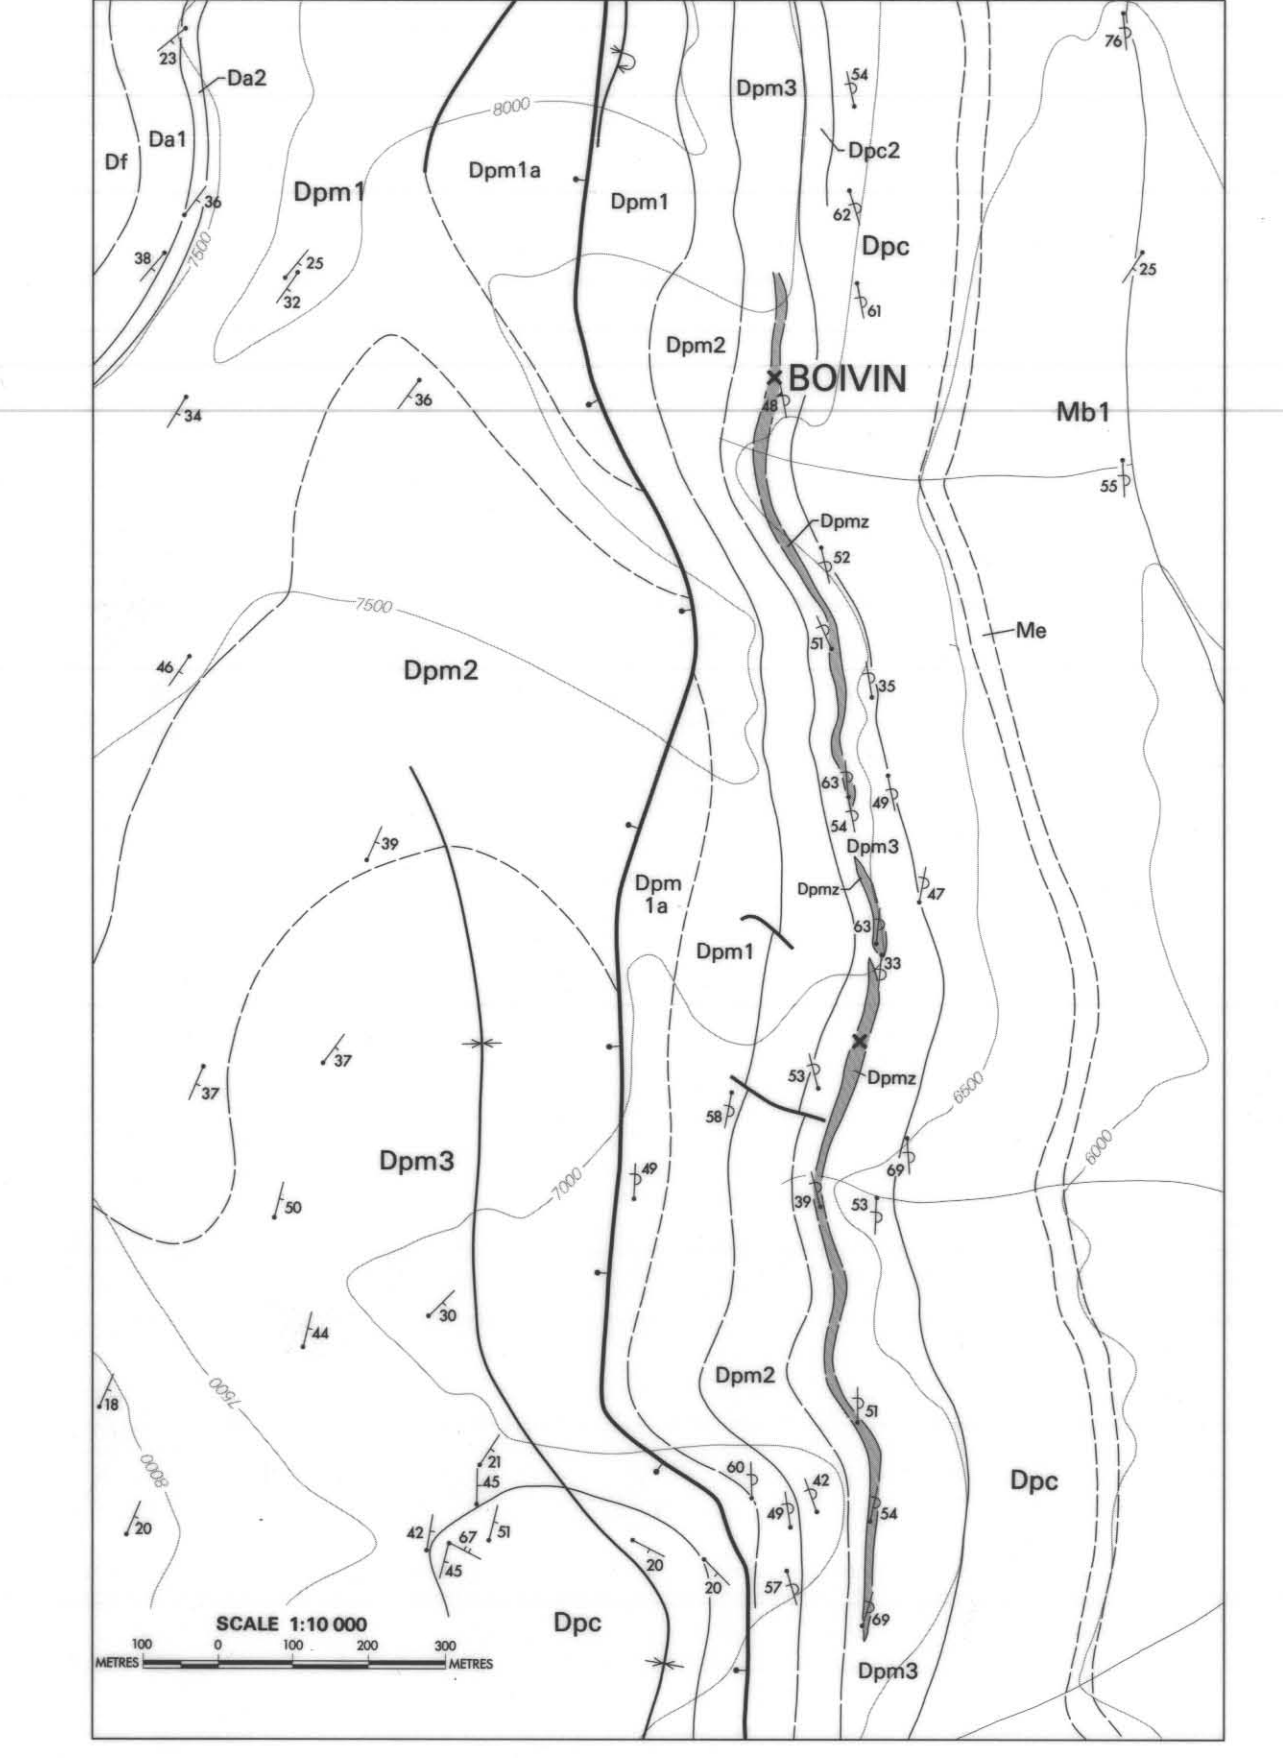 76
54
Dpm3
23
Da2
8000
Da1
Dpc2
Df
Dpm1a
Dpm1
Dpm1
36
62
Dpc
7500
38
25
25
32
61
Dpm2
BOIVIN
36
48
34
Mb1
55
Dpmz
52
7500
Me
51
46
Dpm2
35
63
49
54
39
Dpm3
Dpm
1a
Dpmz
47
63
Dpm1
33
37
53
Dpmz
37
6500
58
6000
Dpm3
49
69
7000
39
53
50
30
44
Dpm2
7500
18
51
21
60
8000
45
42
Dpc
49
54
20
42
67
51
45
20
20
57
SCALE 1:10 000
Dpc
69
100 0 100 200 300
METRES METRES
Dpm3